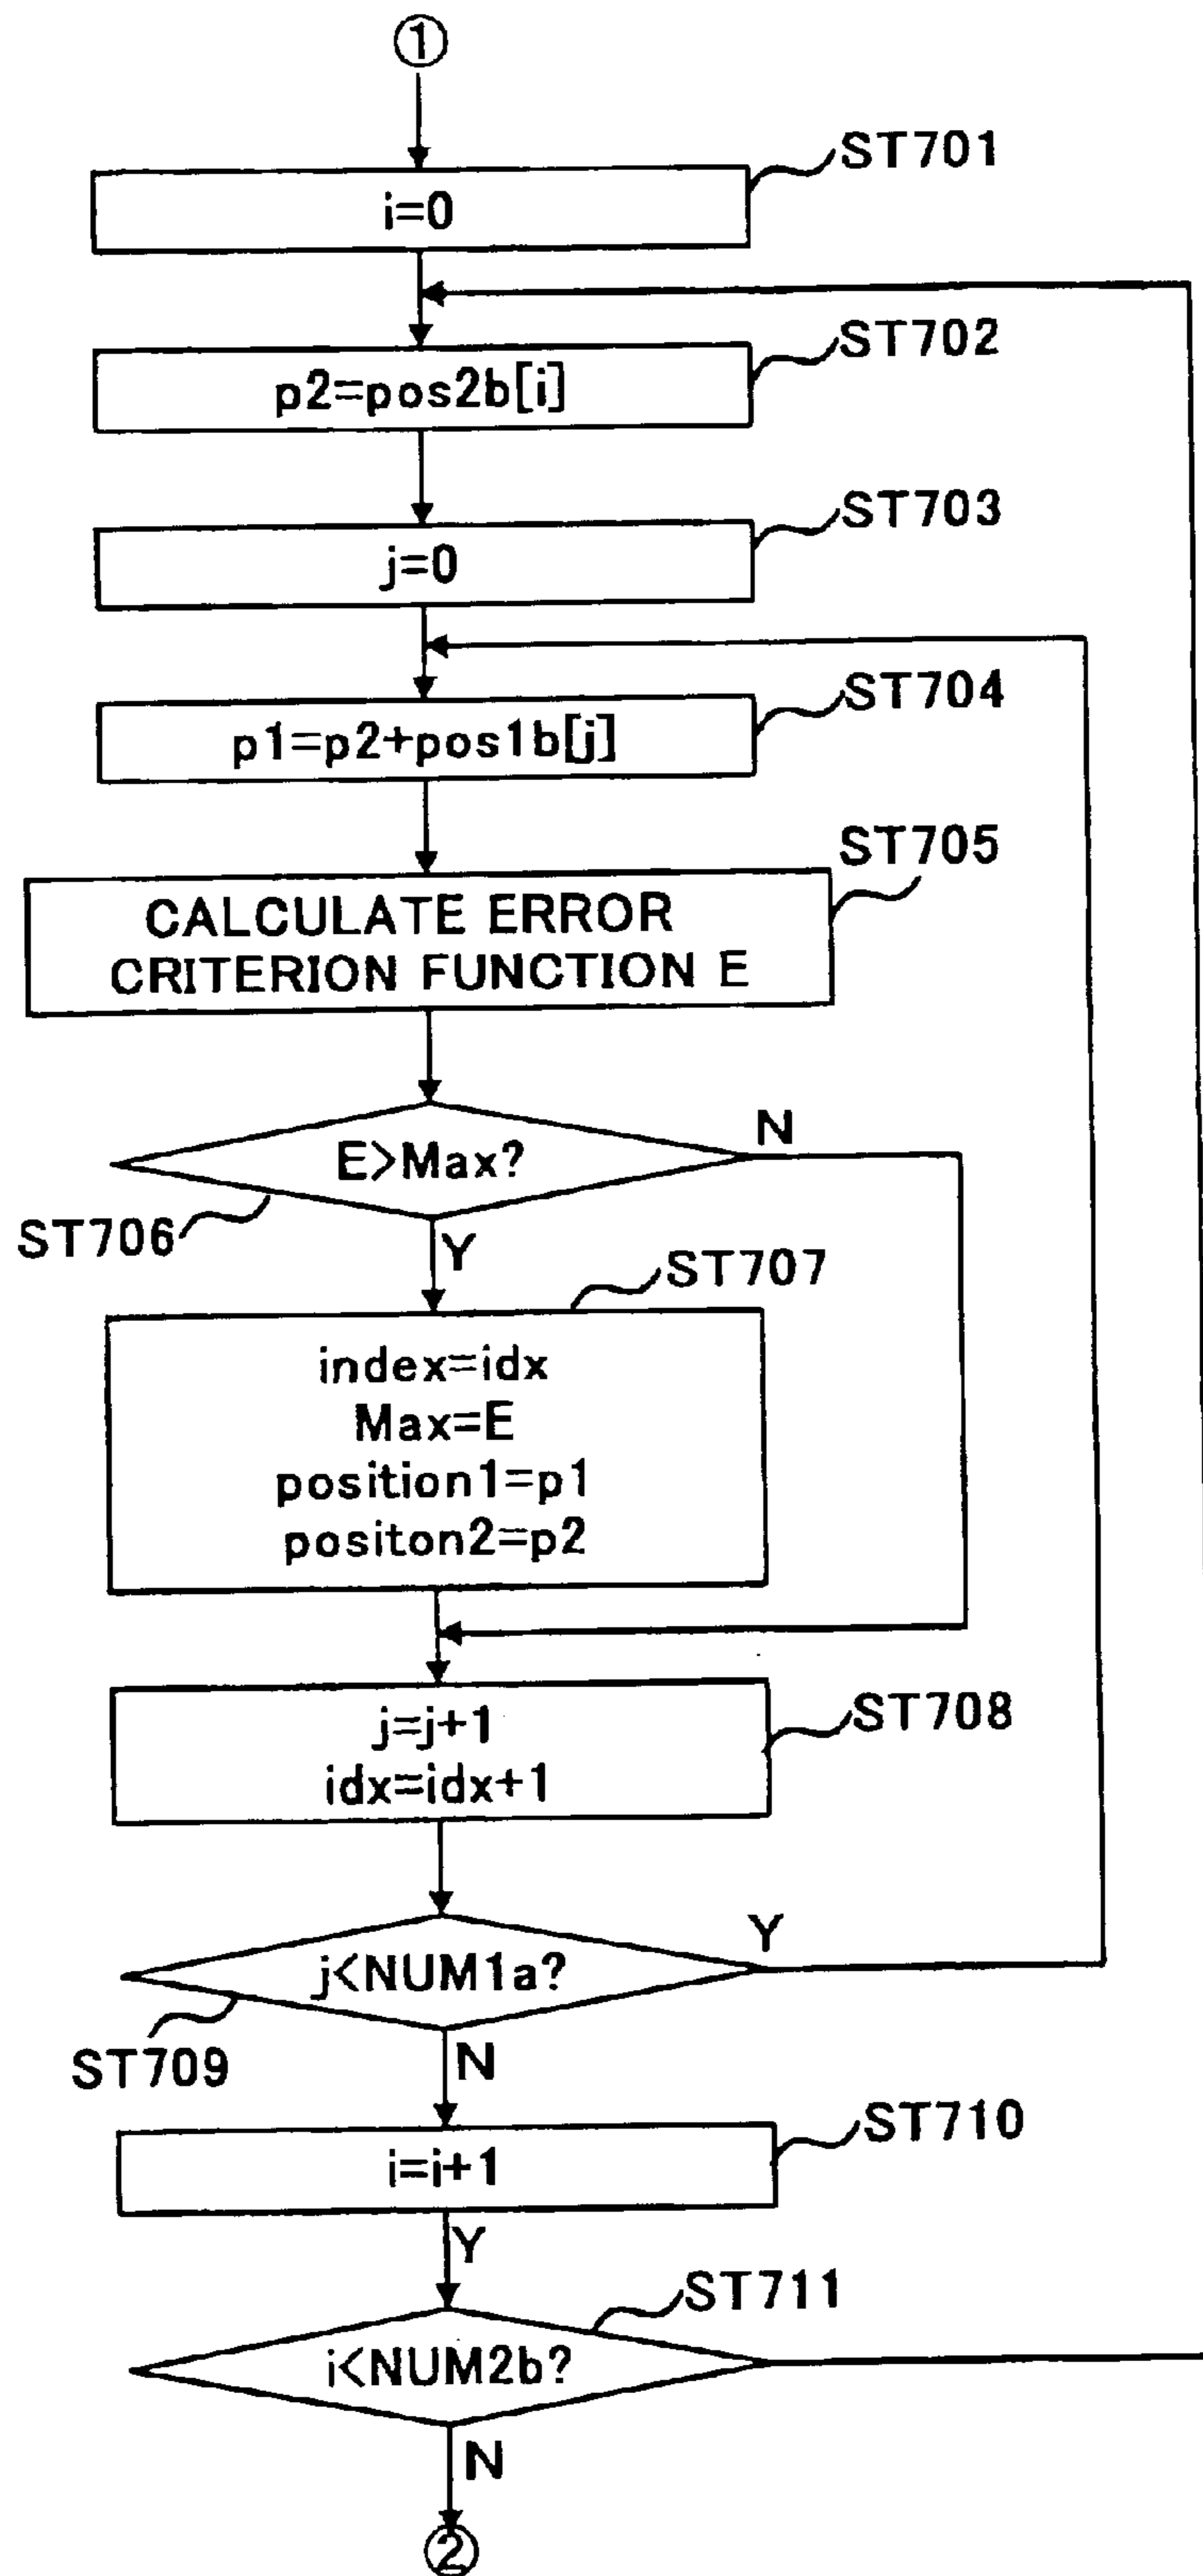 ①
ST701
i=0
ST702
p2=pos2b[i]
ST703
j=0
ST704
p1=p2+pos1b[j]
ST705
CALCULATE ERROR
CRITERION FUNCTION E
N
E>Max?
ST706
Y
ST707
index=idx
Max=E
position1=p1
positon2=p2
ST708
j=j+1
idx=idx+1
Y
j<NUM1a?
ST709
N
ST710
i=i+1
Y
ST711
i<NUM2b?
N
②